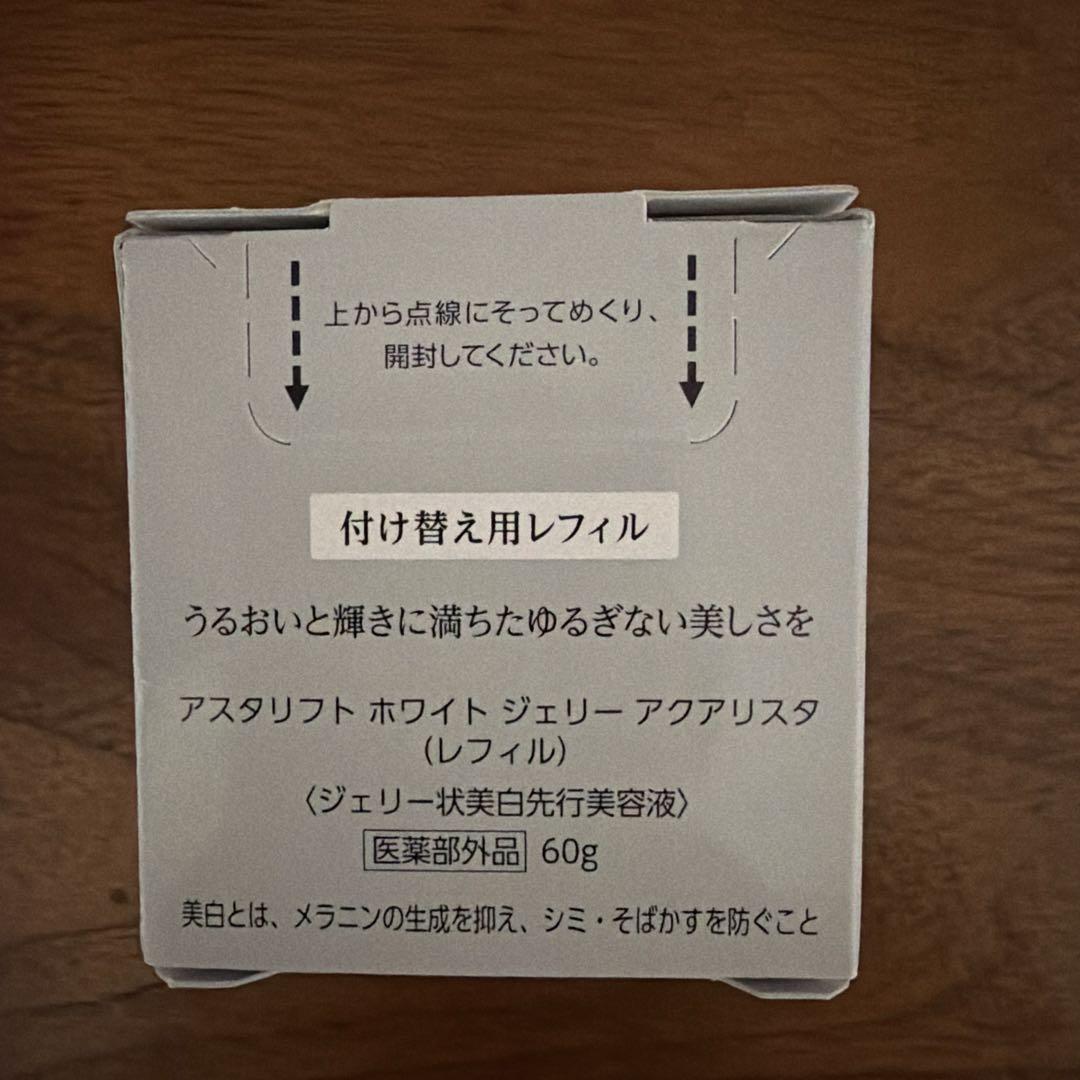 上から点線にそってめくり、
開封してください。
付け替え用レフィル
うるおいと輝きに満ちたゆるぎない美しさを
アスタリフト ホワイト ジェリー アクアリスタ
（レフィル）
〈ジェリー状美白先行美容液〉
医薬部外品 60g
美白とは、メラニンの生成を抑え、シミ・そばかすを防ぐこと